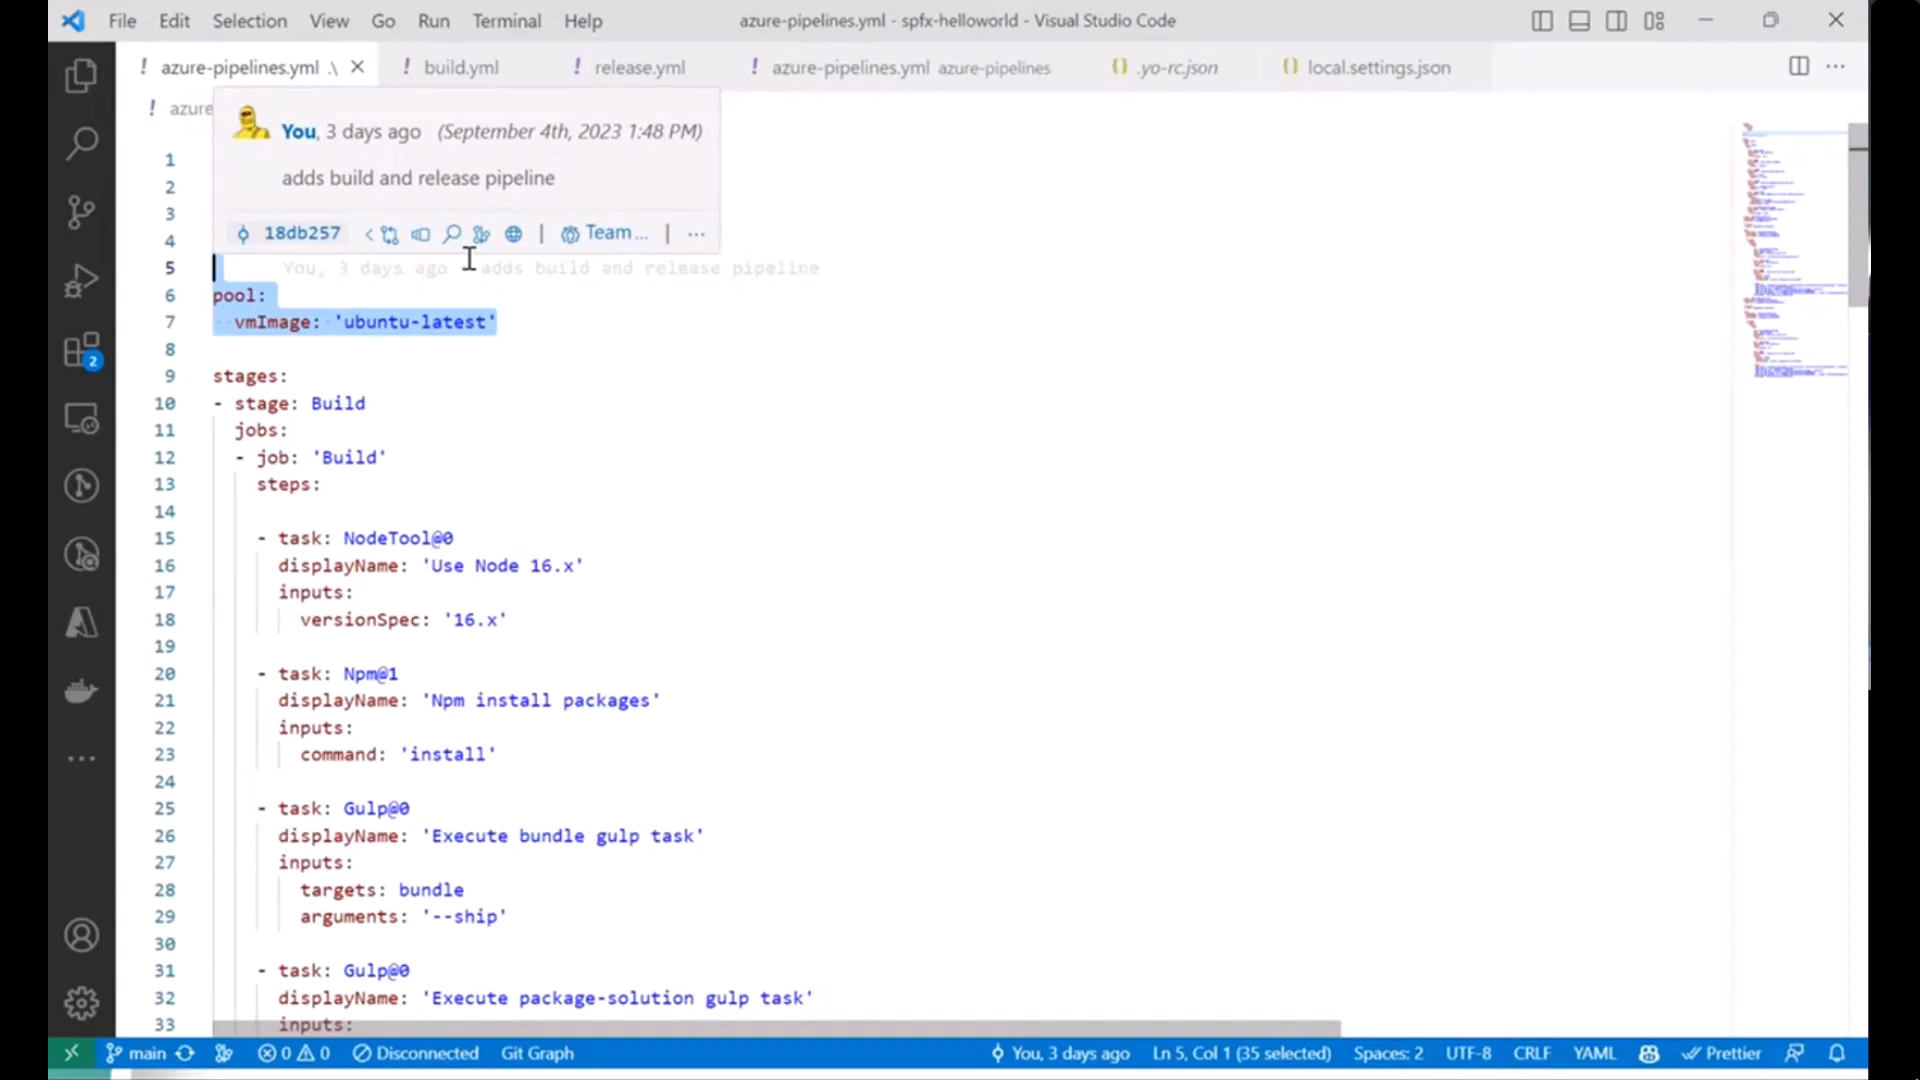 File Edit Selection View Go Run Terminal Help azure-pipelines.yml - spfx-helloworld - Visual Studio Code
! azure-pipelines.yml .\ ! build.yml ! release.yml ! azure-pipelines.yml azure-pipelines {} .yo-rc.json {} local.settings.json
! azure
You, 3 days ago (September 4th, 2023 1:48 PM)
adds build and release pipeline
18db257 | Team... | ...
1
2
3
4
5 You, 3 days ago adds build and release pipeline
6 pool:
7 vmImage: 'ubuntu-latest'
8
9 stages:
10 - stage: Build
11 jobs:
12 - job: 'Build'
13 steps:
14
15 - task: NodeTool@0
16 displayName: 'Use Node 16.x'
17 inputs:
18 versionSpec: '16.x'
19
20 - task: Npm@1
21 displayName: 'Npm install packages'
22 inputs:
23 command: 'install'
24
25 - task: Gulp@0
26 displayName: 'Execute bundle gulp task'
27 inputs:
28 targets: bundle
29 arguments: '--ship'
30
31 - task: Gulp@0
32 displayName: 'Execute package-solution gulp task'
33 inputs:
2
main 0 0 Disconnected Git Graph You, 3 days ago Ln 5, Col 1 (35 selected) Spaces: 2 UTF-8 CRLF YAML Prettier